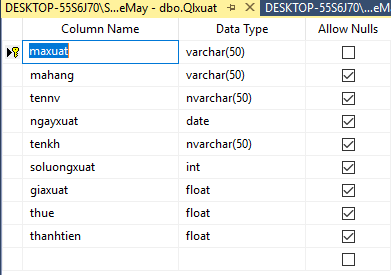 DESKTOP-55S6J70\S...eMay - dbo.Qlxuat DESKTOP-55S6J70\...eMay
Column Name Data Type Allow Nulls
maxuat varchar(50)
mahang varchar(50)
tennv nvarchar(50)
ngayxuat date
tenkh nvarchar(50)
soluongxuat int
giaxuat float
thue float
thanhtien float